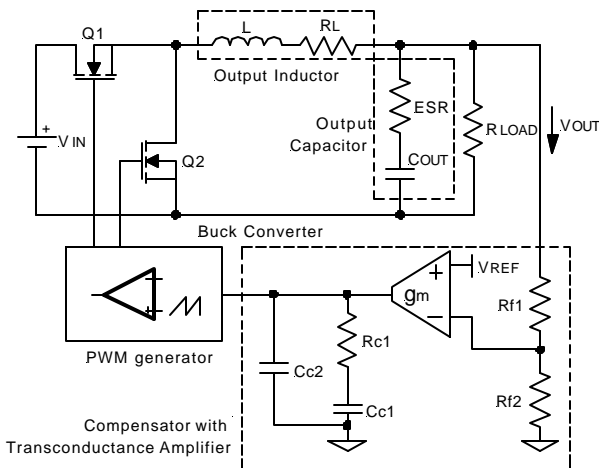 Q1
L
RL
Output Inductor
ESR
Output
Capacitor
RLOAD
VOUT
+
VIN
Q2
COUT
Buck Converter
VREF
gm
+
−
Rf1
+
−
PWM generator
Rc1
Cc2
Cc1
Rf2
Compensator with
Transconductance Amplifier